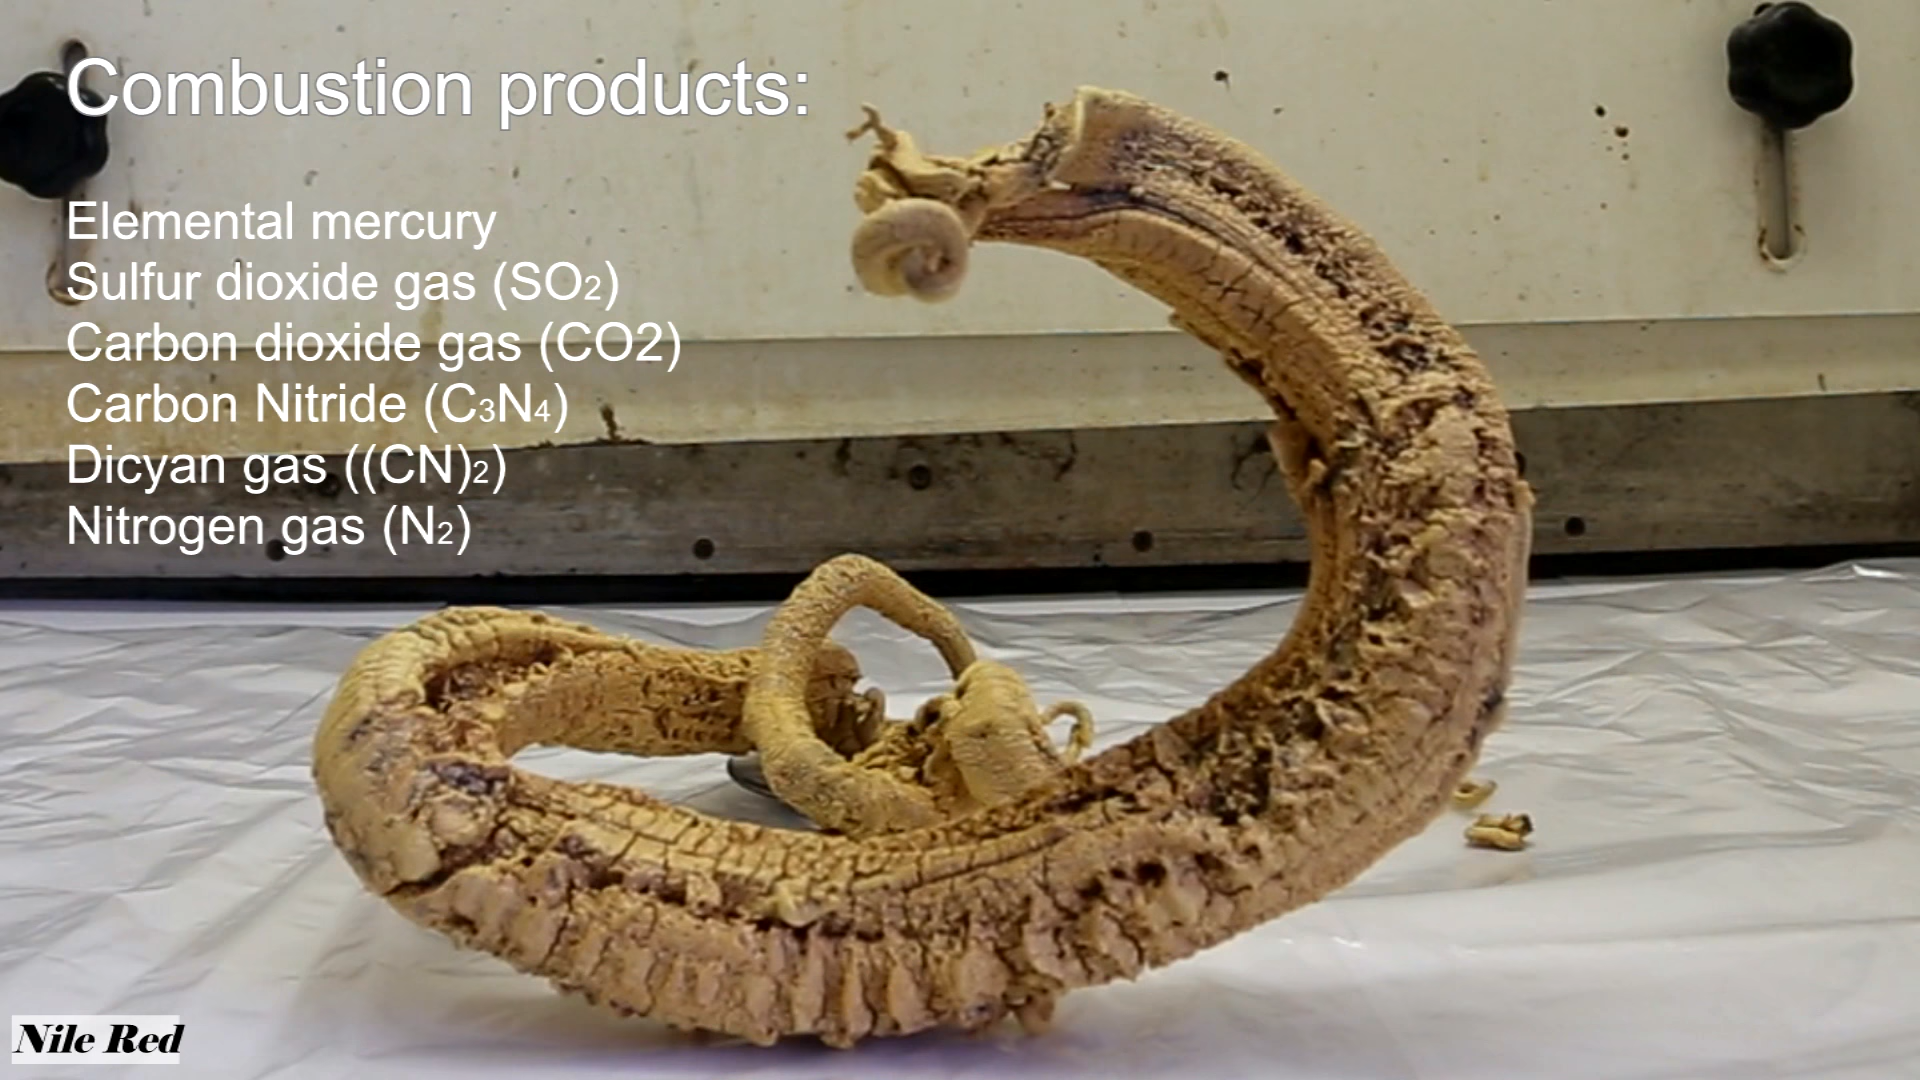 Combustion products:
Elemental mercury
Sulfur dioxide gas (SO₂)
Carbon dioxide gas (CO2)
Carbon Nitride (C₃N₄)
Dicyan gas ((CN)₂)
Nitrogen gas (N₂)
Nile Red